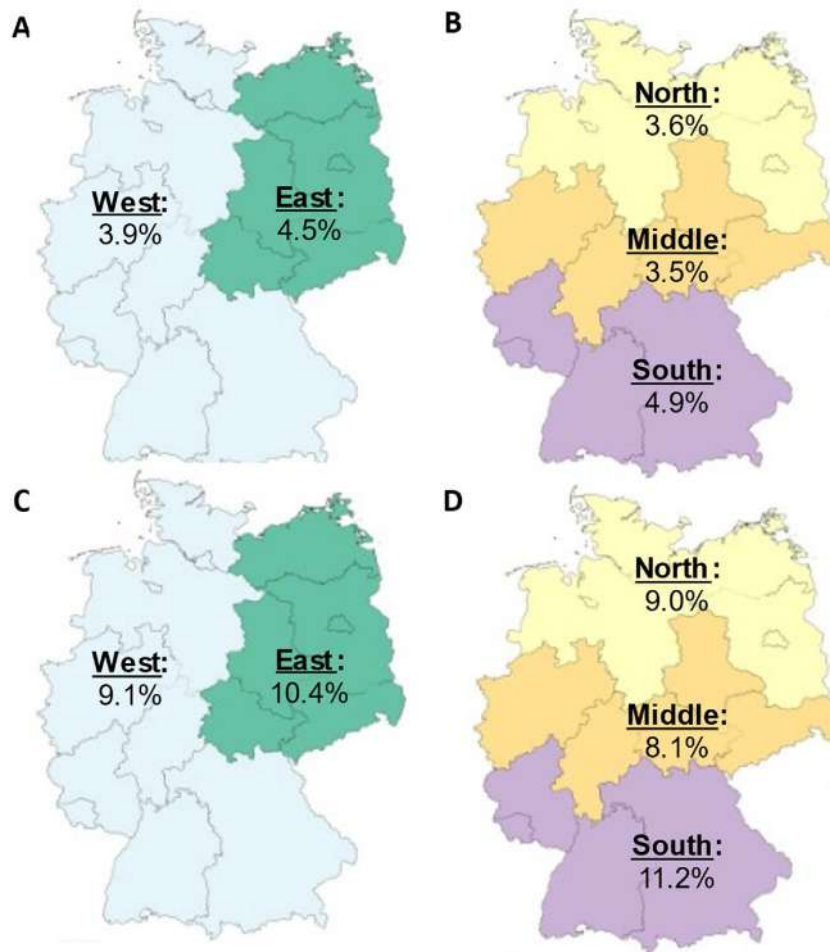 A
West:
3.9%
East:
4.5%
B
North:
3.6%
Middle:
3.5%
South:
4.9%
C
West:
9.1%
East:
10.4%
D
North:
9.0%
Middle:
8.1%
South:
11.2%